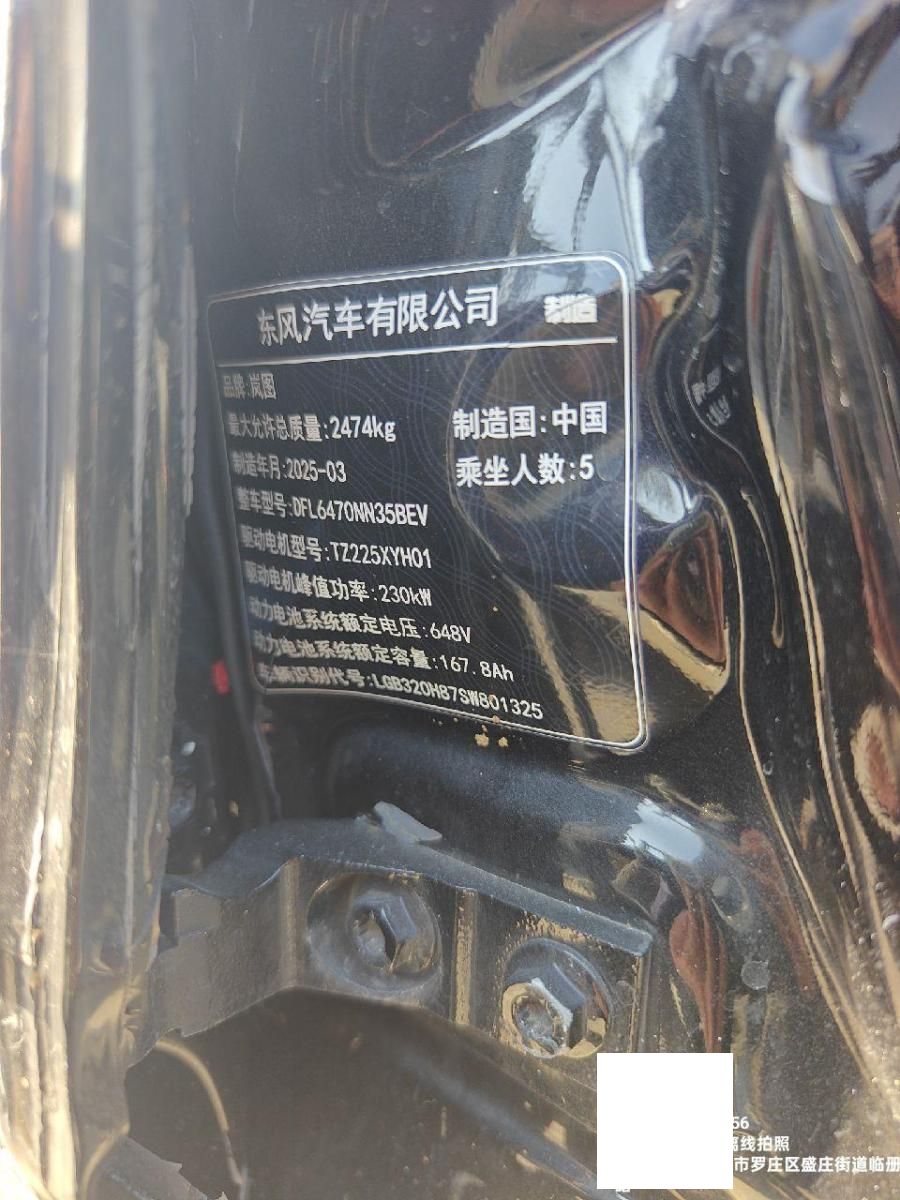 东风汽车有限公司 制造
品牌:岚图
最大允许总质量:2474kg 制造国:中国
制造年月:2025-03 乘坐人数:5
整车型号:DFL6470NN35BEV
驱动电机型号:TZ225XYH01
驱动电机峰值功率:230kW
动力电池系统额定电压:648V
动力电池系统额定容量:167.8Ah
车辆识别代号:LGB320H87SW801325
56
离线拍照
市罗庄区盛庄街道临册